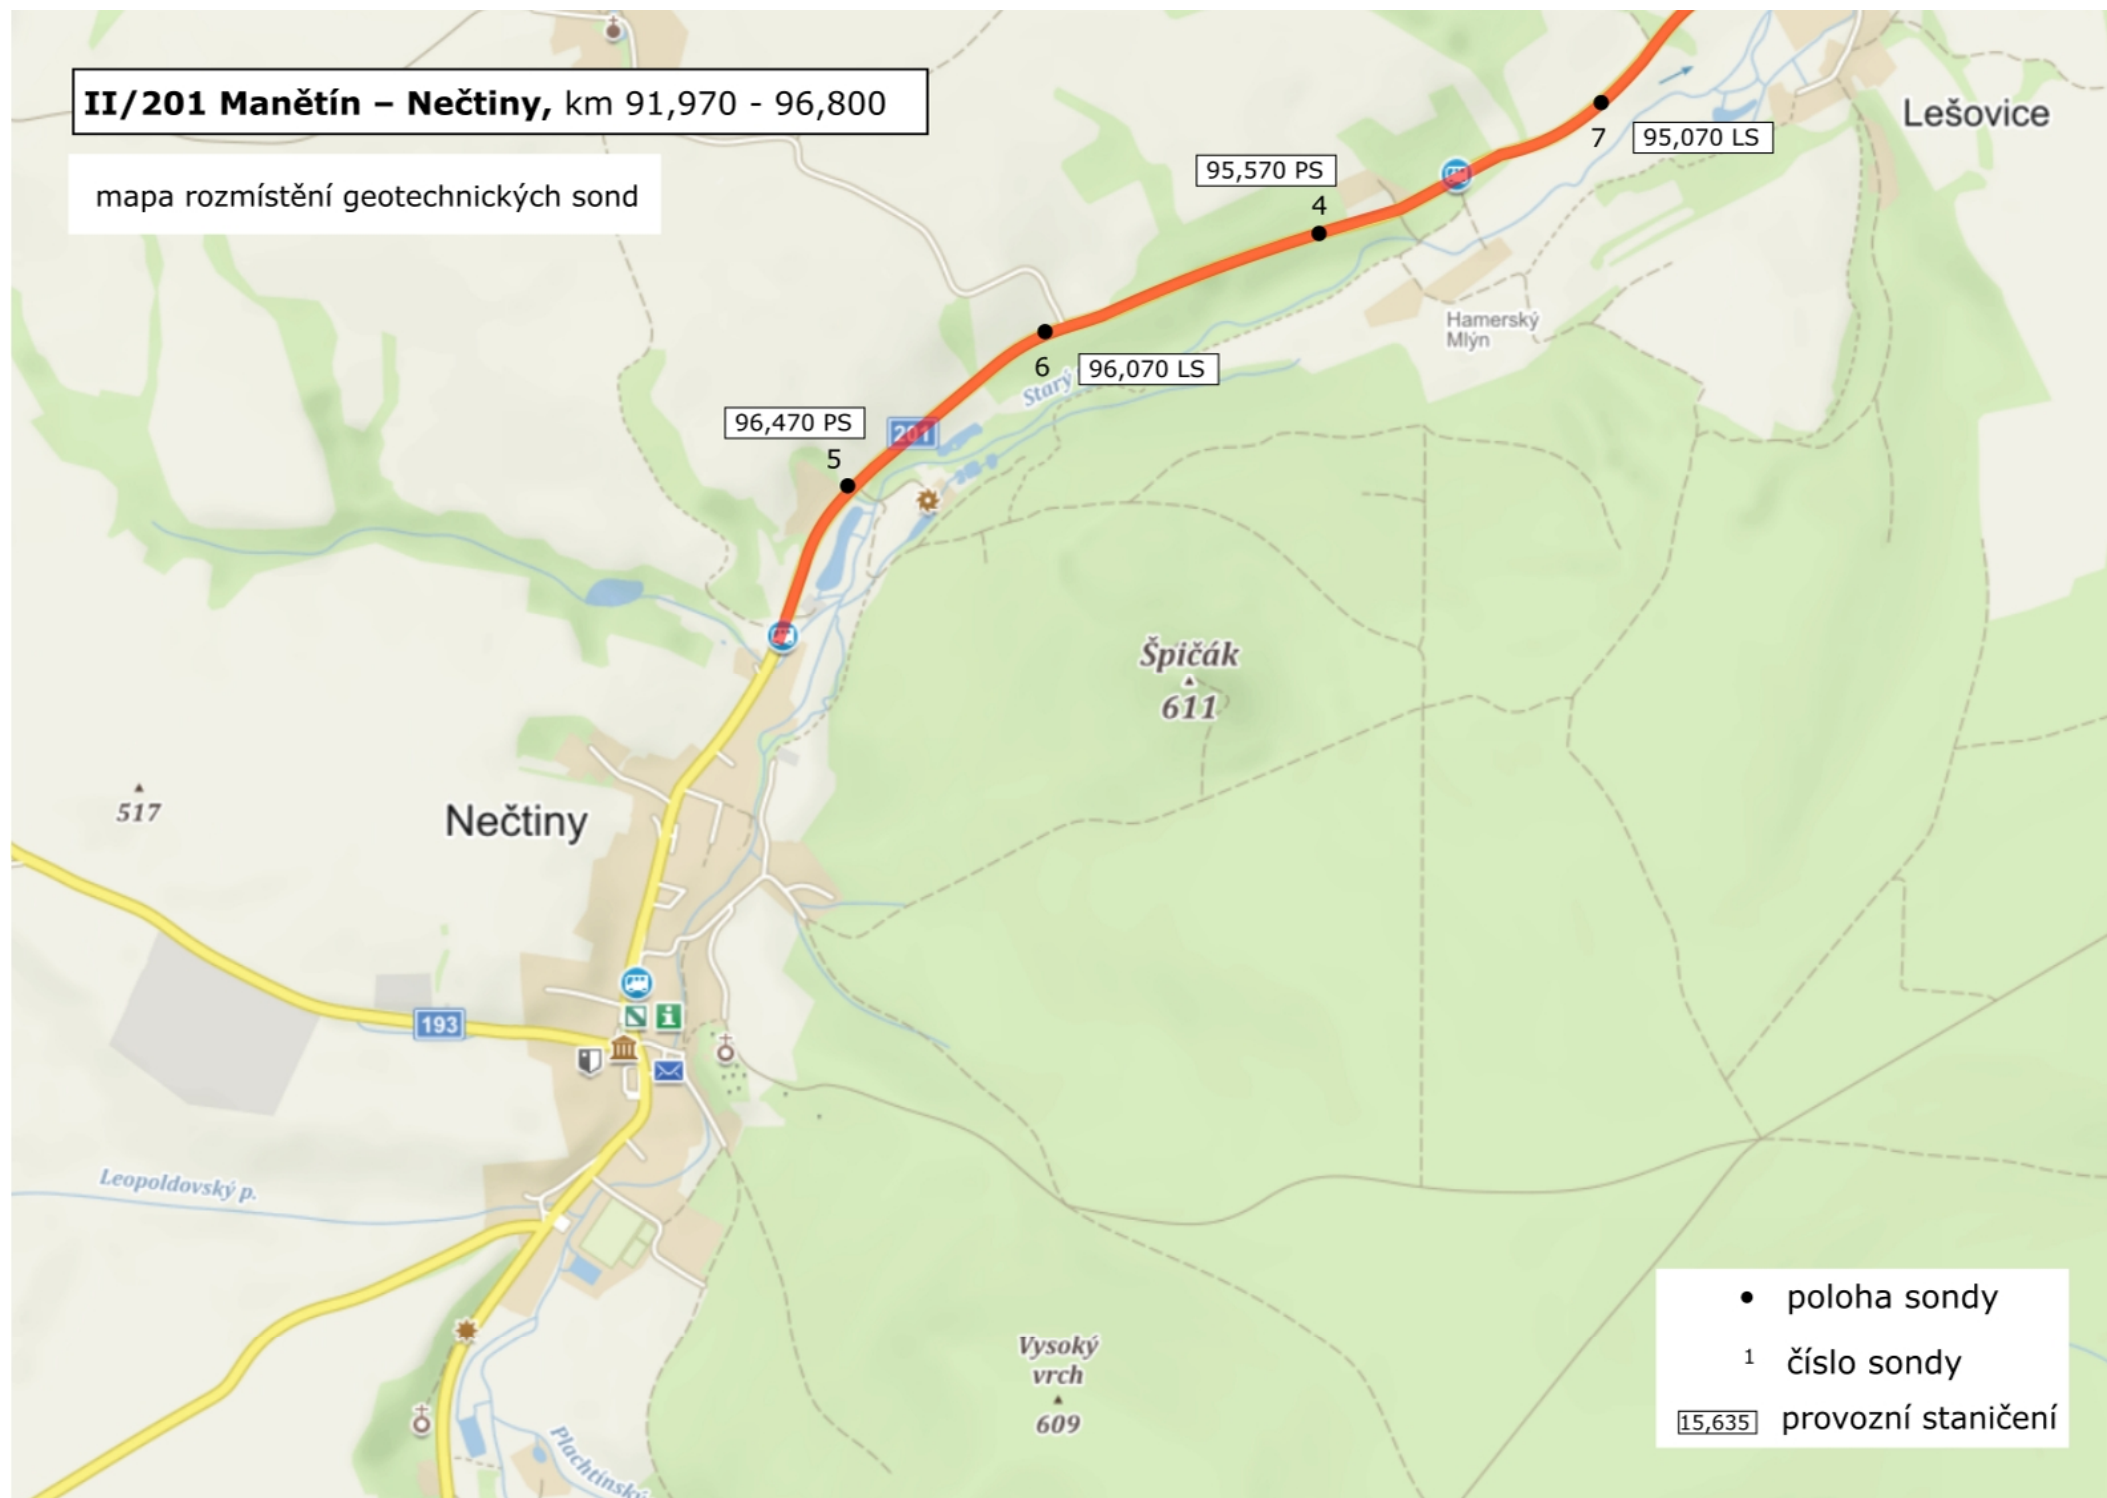 II/201 Manětín – Nečtiny, km 91,970 - 96,800
mapa rozmístění geotechnických sond
Lešovice
7
95,070 LS
95,570 PS
4
Hamerský
Mlýn
6
96,070 LS
Starý
96,470 PS
201
5
Špičák
611
517
Nečtiny
193
Leopoldovský p.
Vysoký
vrch
609
Plachtínský
poloha sondy
1 číslo sondy
15,635 provozní staničení